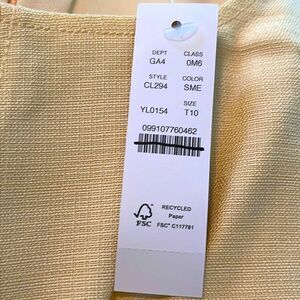 DEPT CLASS
GA4 0M6
STYLE COLOR
CL294 SME
SIZE
YL0154 T10
099107760462
RECYCLED
Paper
FSC
FSC® C117781